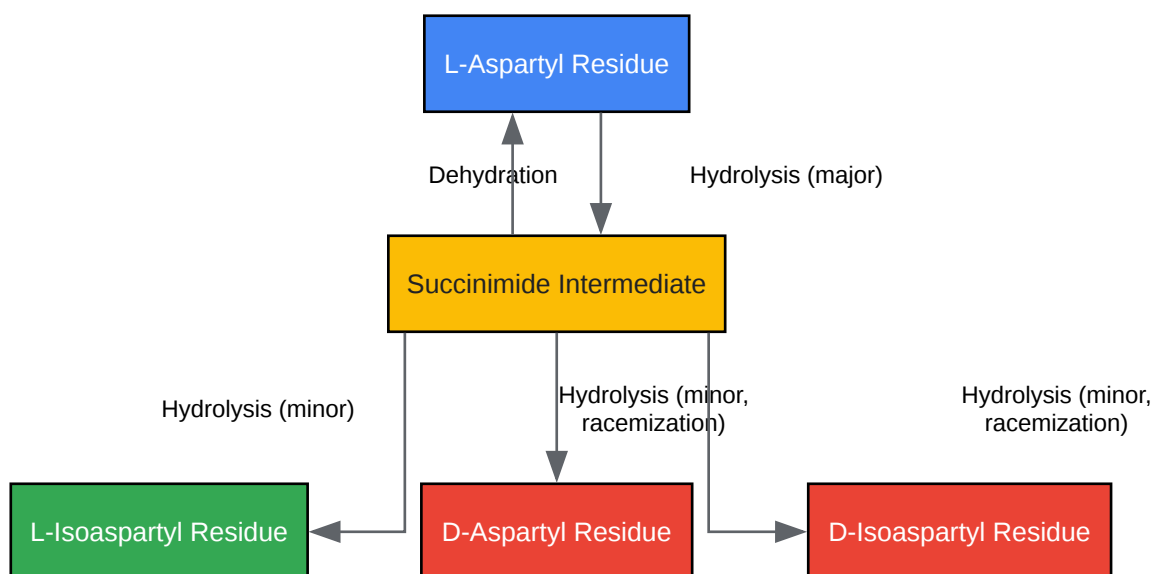 L-Aspartyl Residue
Dehydration
Hydrolysis (major)
Succinimide Intermediate
Hydrolysis (minor)
Hydrolysis (minor,
racemization)
Hydrolysis (minor,
racemization)
L-Isoaspartyl Residue
D-Aspartyl Residue
D-Isoaspartyl Residue